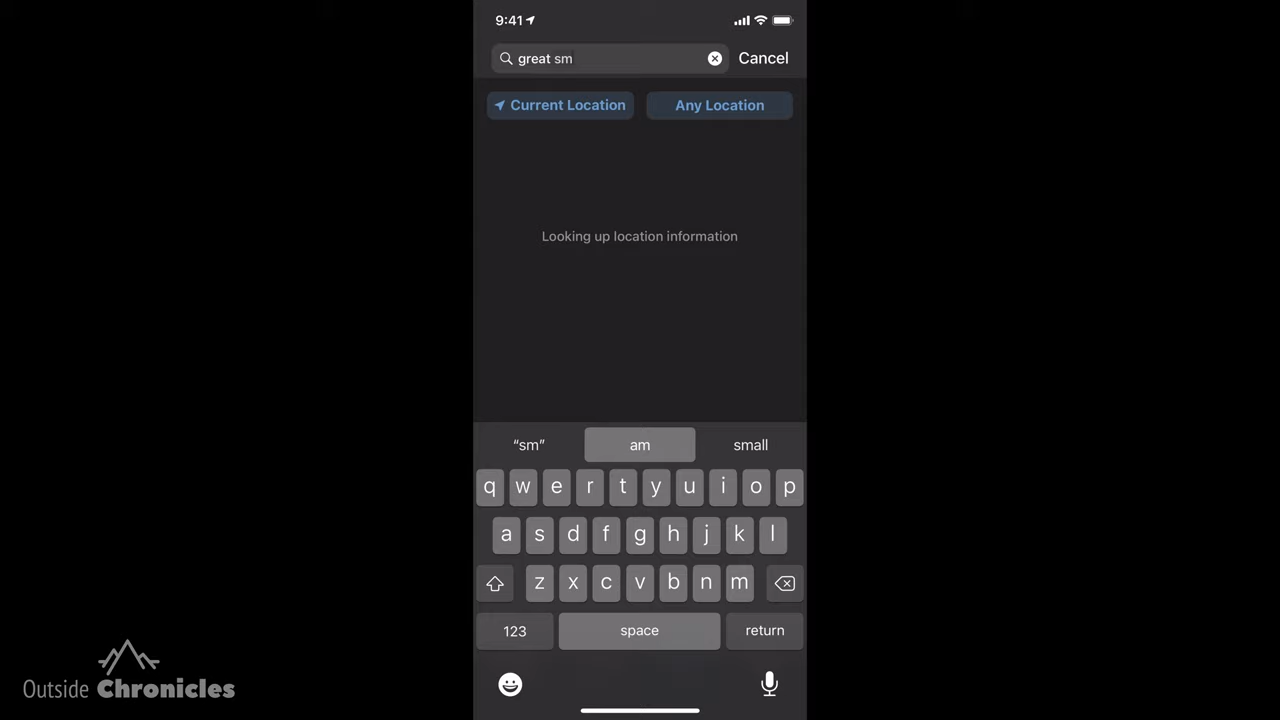 9:41
great sm
Cancel
Current Location
Any Location
Looking up location information
“sm”
am
small
q w e r t y u i o p
a s d f g h j k l
z x c v b n m
123
space
return
Outside Chronicles